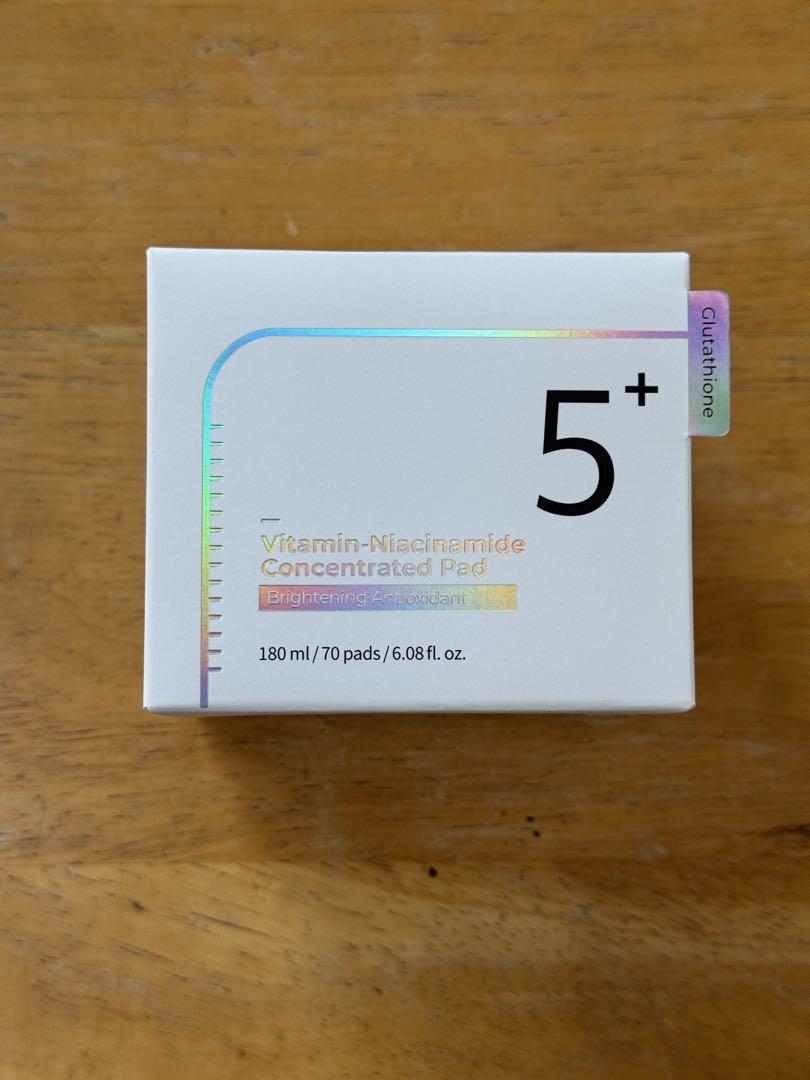 Glutathione
5+
Vitamin-Niacinamide
Concentrated Pad
Brightening Antioxidant
180 ml / 70 pads / 6.08 fl. oz.